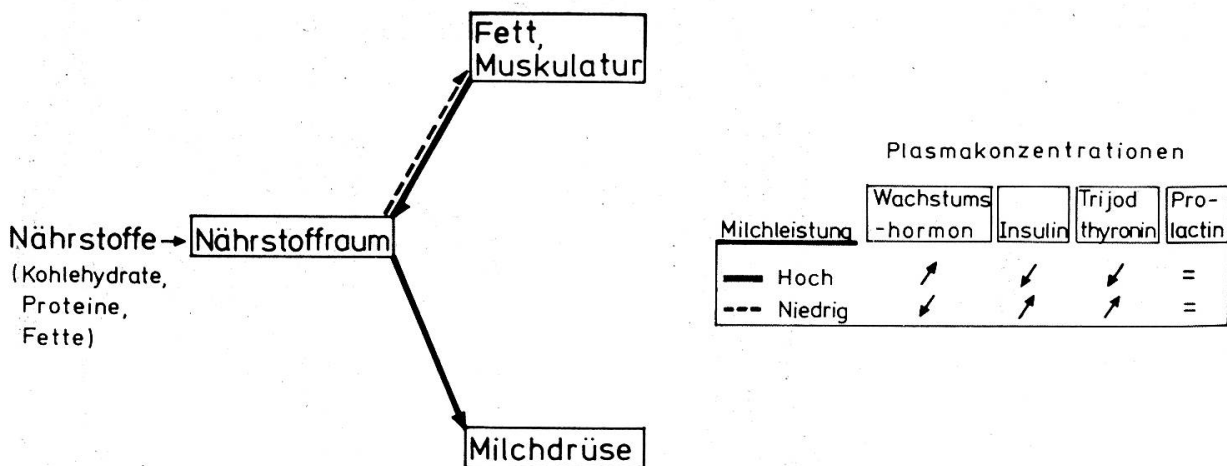 Fett,
Muskulatur
Nährstoffe → Nährstoffraum
(Kohlehydrate,
Proteine,
Fette)
Milchdrüse
Plasmakonzentrationen
Milchleistung
Wachstums
-hormon
Insulin
Trijod
thyronin
Pro-
lactin
Hoch ↗ ↙ ↙ =
Niedrig ↙ ↗ ↗ =